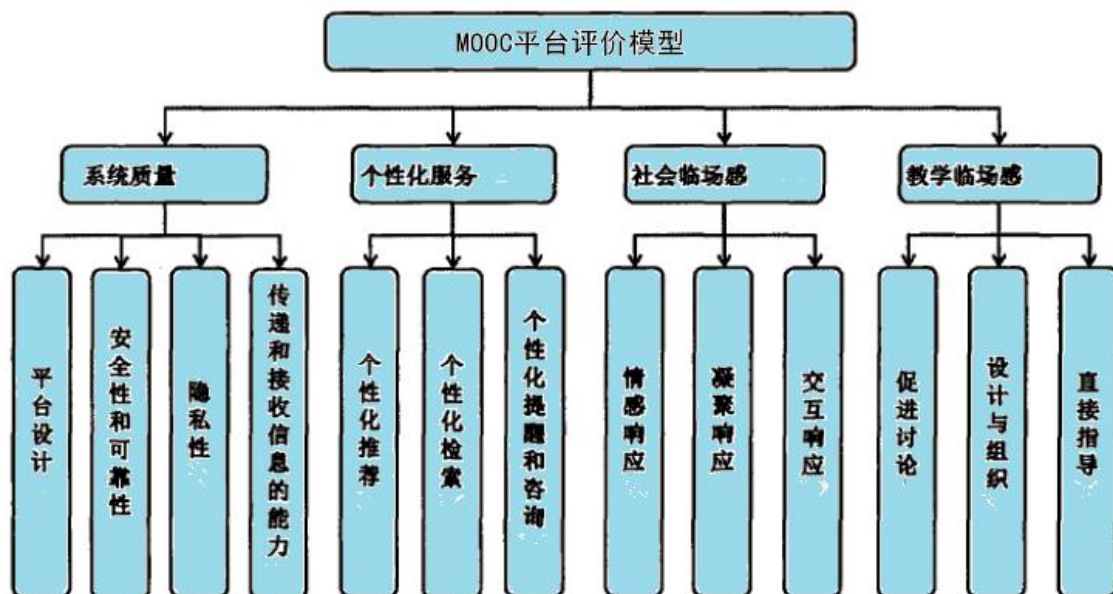 MOOC平台评价模型
系统质量
个性化服务
社会临场感
教学临场感
平台设计
安全性和可靠性
隐私性
传递和接收信息的能力
个性化推荐
个性化检索
个性化提醒和咨询
情感响应
凝聚响应
交互响应
促进讨论
设计与组织
直接指导